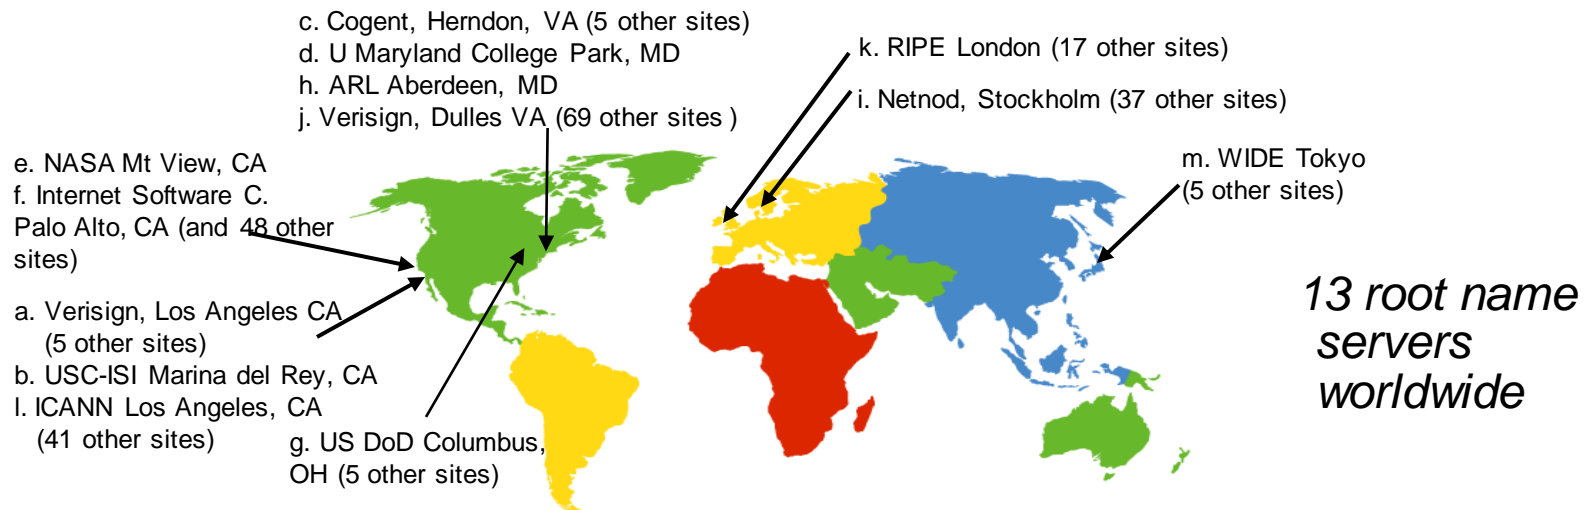 c. Cogent, Herndon, VA (5 other sites)
d. U Maryland College Park, MD
h. ARL Aberdeen, MD
j. Verisign, Dulles VA (69 other sites )
k. RIPE London (17 other sites)
i. Netnod, Stockholm (37 other sites)
m. WIDE Tokyo
(5 other sites)
e. NASA Mt View, CA
f. Internet Software C.
Palo Alto, CA (and 48 other
sites)
a. Verisign, Los Angeles CA
(5 other sites)
b. USC-ISI Marina del Rey, CA
l. ICANN Los Angeles, CA
(41 other sites)
g. US DoD Columbus,
OH (5 other sites)
13 root name
servers
worldwide